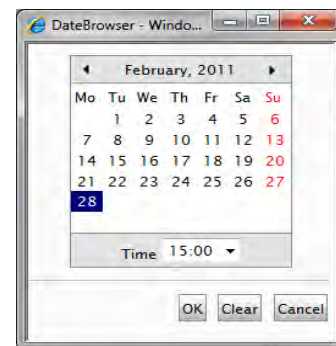 DateBrowser - Windo...
February, 2011
Mo Tu We Th Fr Sa Su
1 2 3 4 5 6
7 8 9 10 11 12 13
14 15 16 17 18 19 20
21 22 23 24 25 26 27
28
Time 15:00
OK Clear Cancel